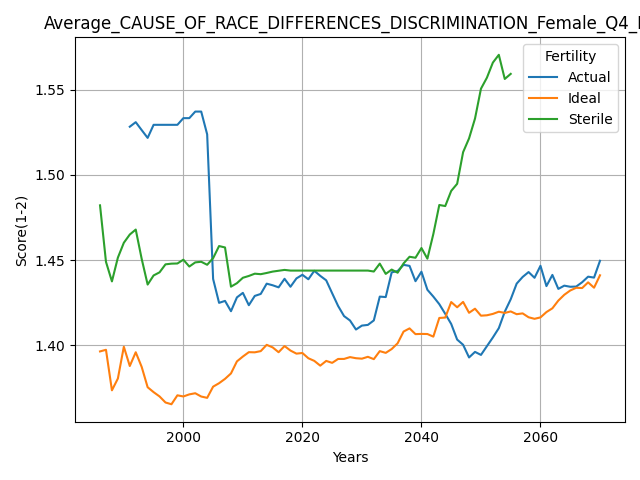 Average_CAUSE_OF_RACE_DIFFERENCES_DISCRIMINATION_Female_Q4_
Fertility
Actual
Ideal
Sterile
1.55
1.50
1.45
1.40
Score(1-2)
2000
2020
2040
2060
Years